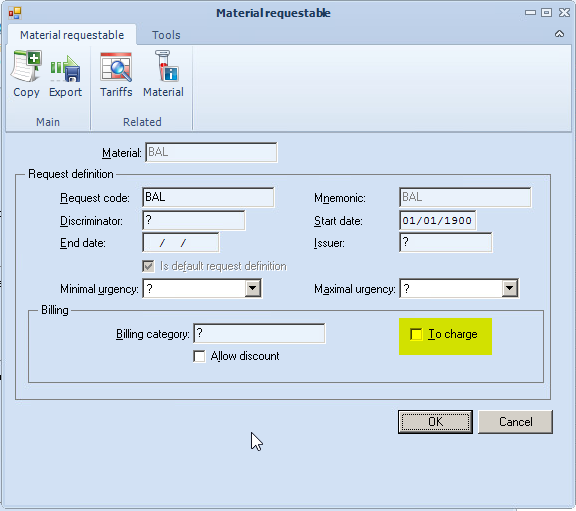 Material requestable
Material requestable Tools
Copy Export Tariffs Material
Main Related
Material: BAL
Request definition
Request code: BAL Mnemonic: BAL
Discriminator: ? Start date: 01/01/1900
End date: / / Issuer: ?
Is default request definition
Minimal urgency: ? Maximal urgency: ?
Billing
Billing category: ? To charge
Allow discount
OK Cancel